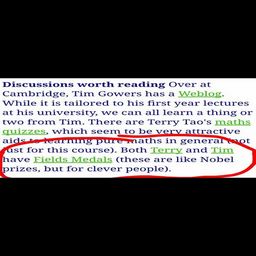 Discussions worth reading Over at
Cambridge, Tim Gowers has a Weblog.
While it is tailored to his first year lectures
at his university, we can all learn a thing or
two from Tim. There are Terry Tao's maths
quizzes, which seem to be very attractive
aids to learning pure maths in general (not
just for this course). Both Terry and Tim
have Fields Medals (these are like Nobel
prizes, but for clever people).